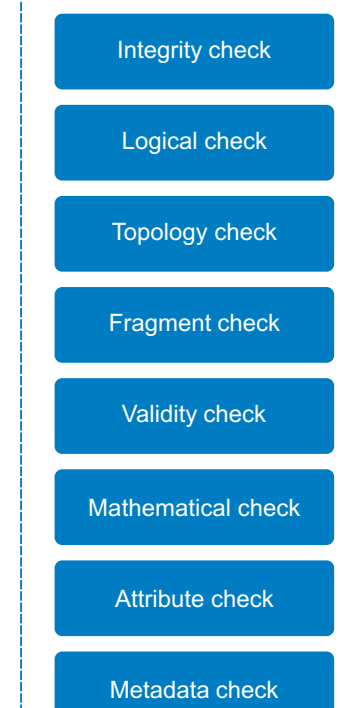 Integrity check
Logical check
Topology check
Fragment check
Validity check
Mathematical check
Attribute check
Metadata check